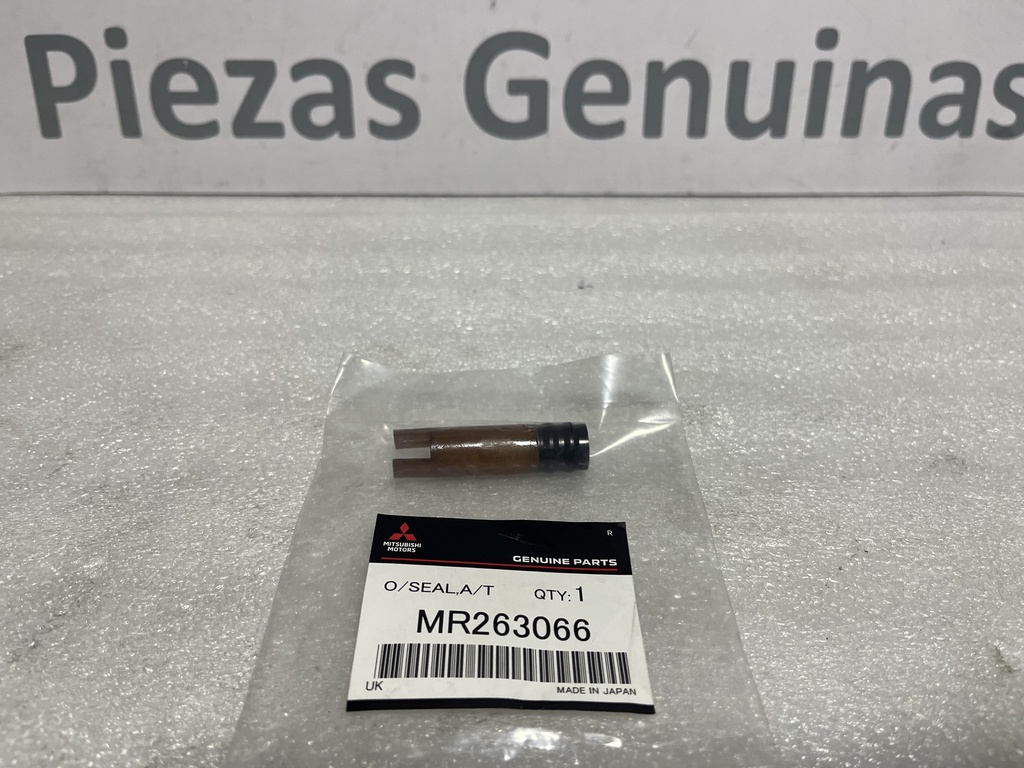 Piezas Genuinas
MITSUBISHI
MOTORS
R
GENUINE PARTS
O/SEAL,A/T QTY: 1
MR263066
UK MADE IN JAPAN